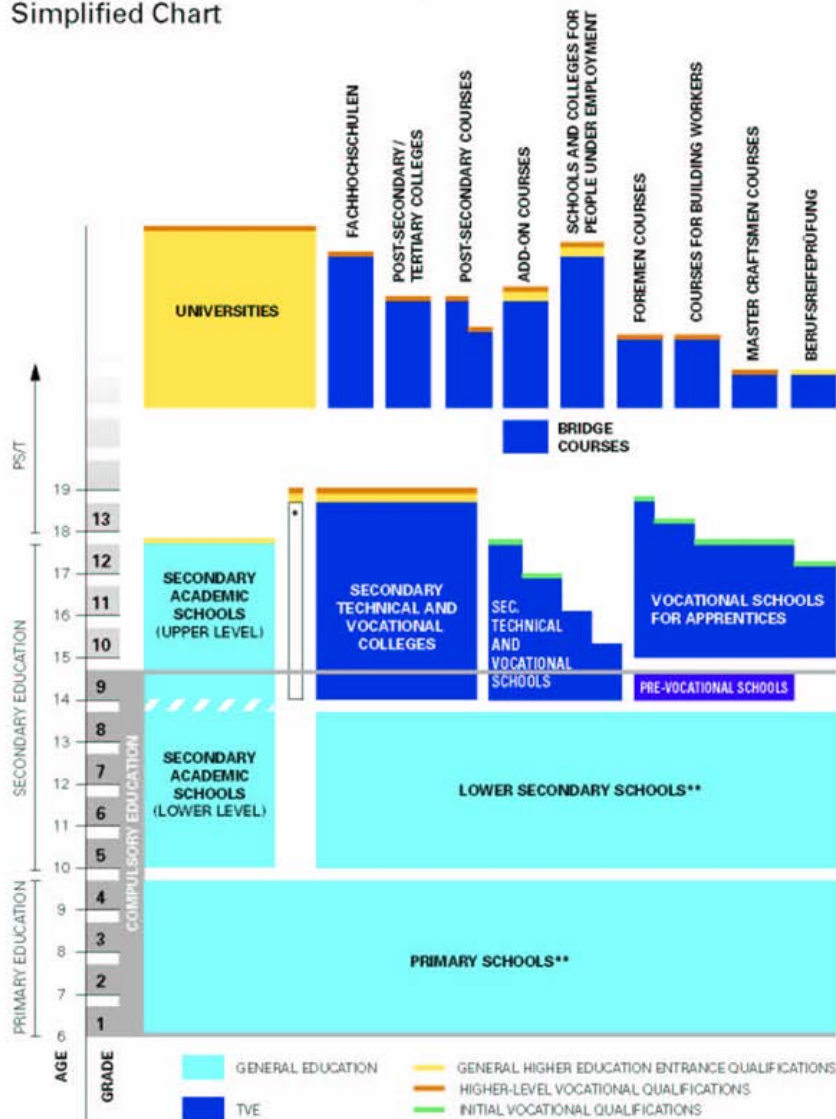 Simplified Chart
FACHHOCHSCHULEN
POST-SECONDARY/
TERTIARY COLLEGES
POST-SECONDARY COURSES
ADD-ON COURSES
SCHOOLS AND COLLEGES FOR
PEOPLE UNDER EMPLOYMENT
FOREMEN COURSES
COURSES FOR BUILDING WORKERS
MASTER CRAFTSMEN COURSES
BERUFSREIFEPRÜFUNG
UNIVERSITIES
BRIDGE
COURSES
PS/T
SECONDARY EDUCATION
PRIMARY EDUCATION
19
18
17
16
15
14
13
12
11
10
9
8
7
6
AGE
13
12
11
10
9
8
7
6
5
4
3
2
1
GRADE
COMPULSORY EDUCATION
SECONDARY
ACADEMIC
SCHOOLS
(UPPER LEVEL)
*
SECONDARY
TECHNICAL AND
VOCATIONAL
COLLEGES
SEC.
TECHNICAL
AND
VOCATIONAL
SCHOOLS
VOCATIONAL SCHOOLS
FOR APPRENTICES
PRE-VOCATIONAL SCHOOLS
SECONDARY
ACADEMIC
SCHOOLS
(LOWER LEVEL)
LOWER SECONDARY SCHOOLS**
PRIMARY SCHOOLS**
GENERAL EDUCATION
TVE
GENERAL HIGHER EDUCATION ENTRANCE QUALIFICATIONS
HIGHER-LEVEL VOCATIONAL QUALIFICATIONS
INITIAL VOCATIONAL QUALIFICATIONS